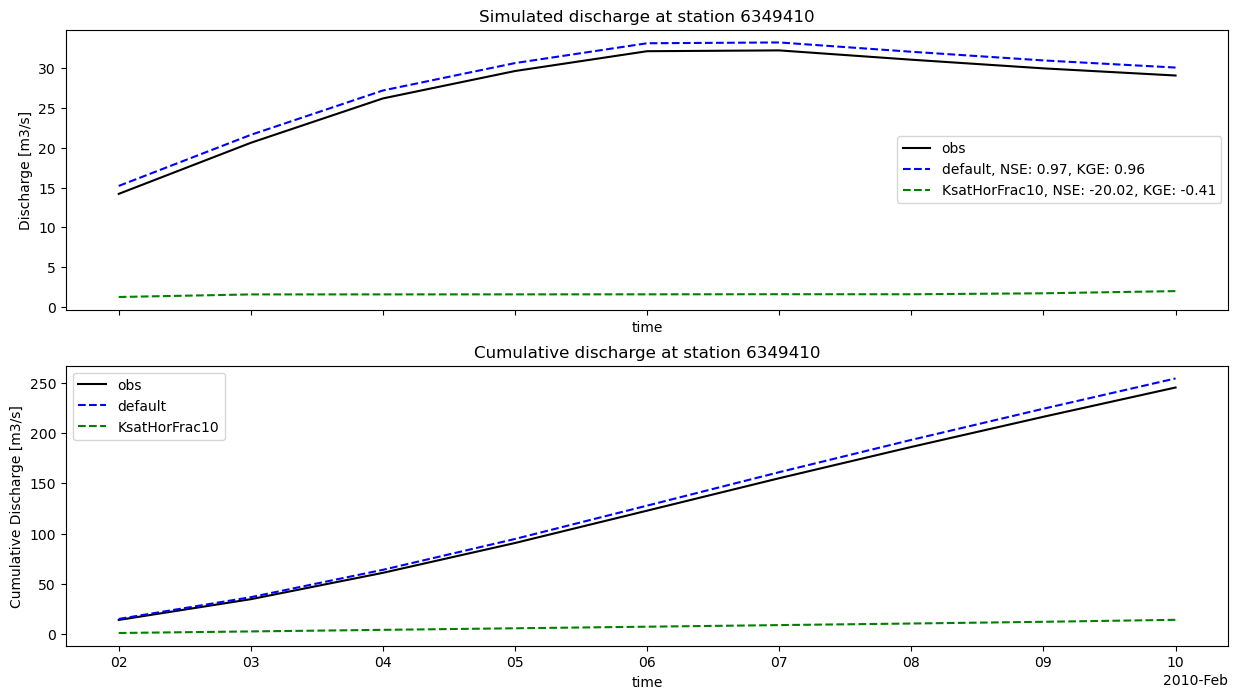 Simulated discharge at station 6349410
Discharge [m3/s]
30
25
20
15
10
5
0
obs
default, NSE: 0.97, KGE: 0.96
KsatHorFrac10, NSE: -20.02, KGE: -0.41
time
Cumulative discharge at station 6349410
Cumulative Discharge [m3/s]
250
200
150
100
50
0
obs
default
KsatHorFrac10
02 03 04 05 06 07 08 09 10
2010-Feb
time